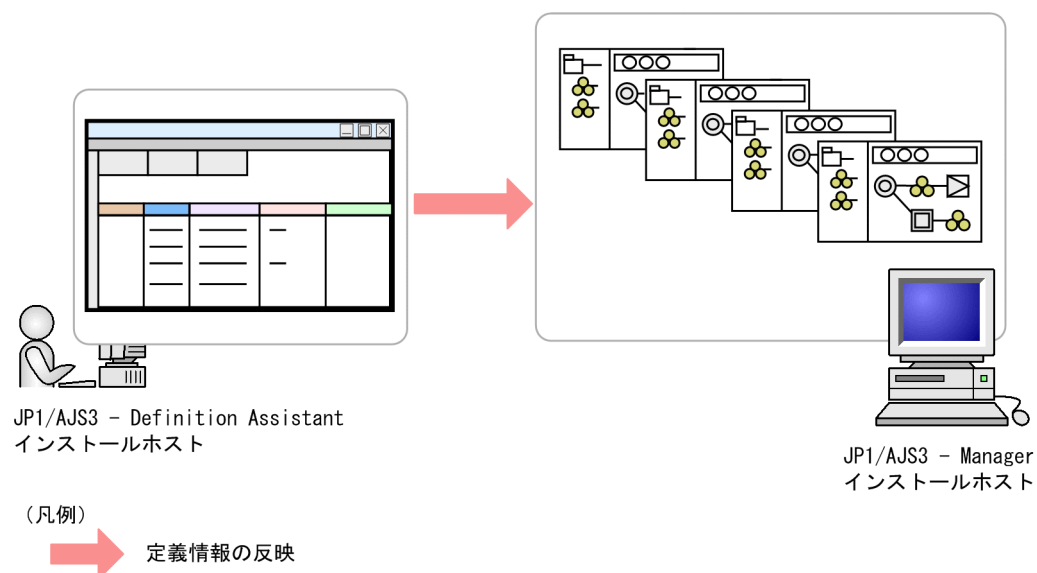 JP1/AJS3 - Definition Assistant
インストールホスト
JP1/AJS3 - Manager
インストールホスト
（凡例）
定義情報の反映